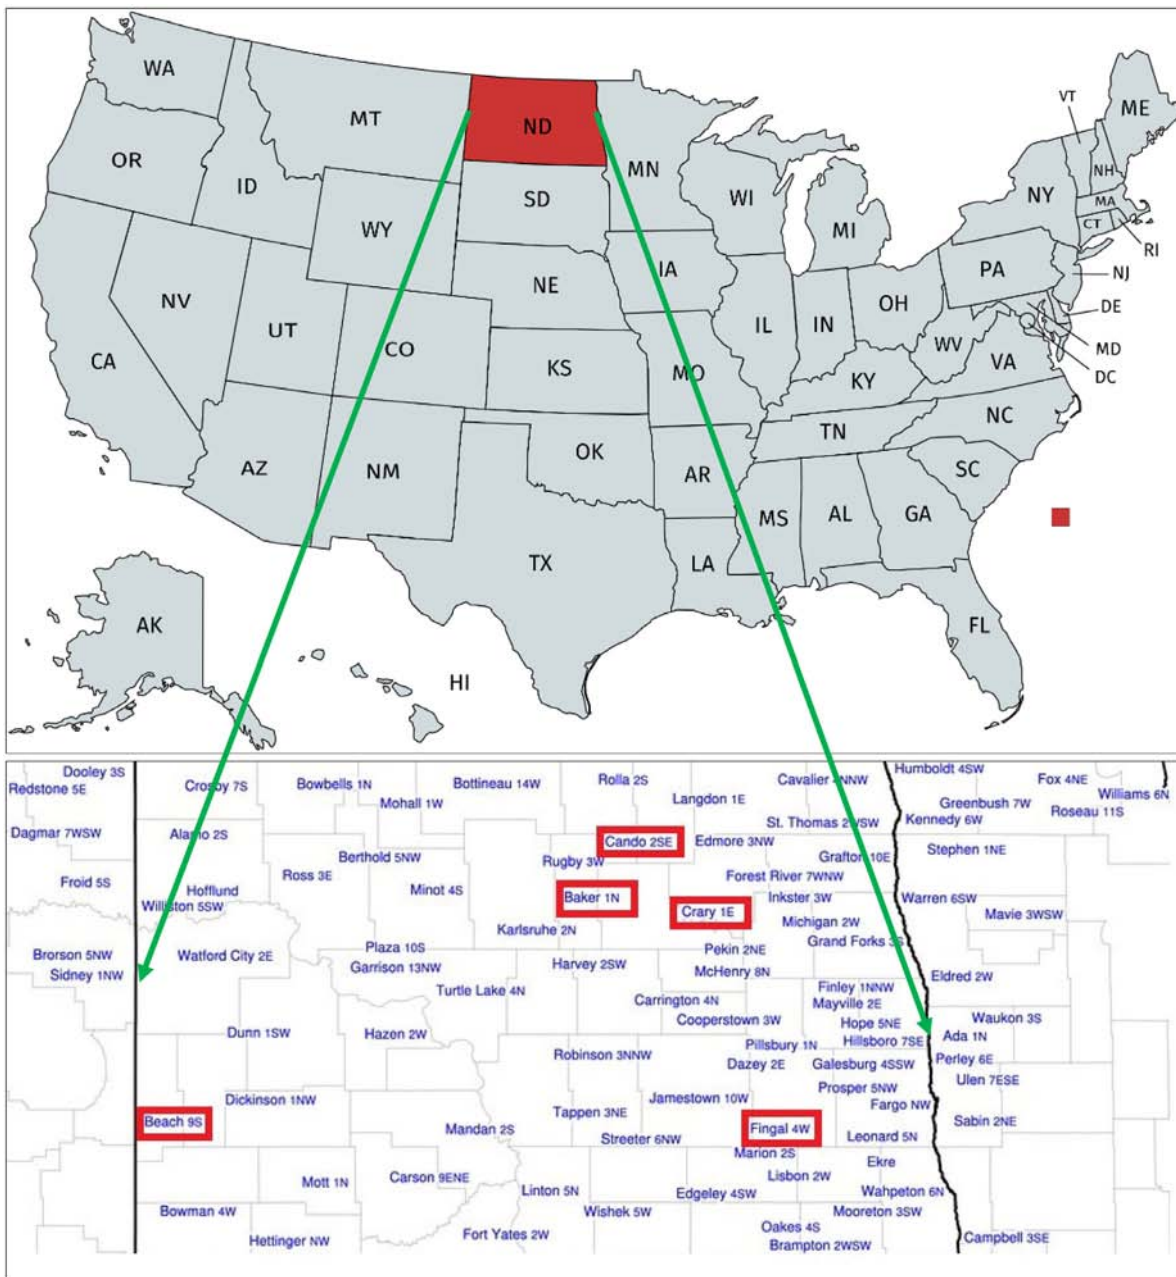 WA
MT
ND
OR
ID
WY
SD
MN
WI
MI
NY
VT
NH
ME
MA
CT
RI
NV
UT
CO
NE
IA
IL
IN
OH
PA
NJ
DE
MD
DC
WV
VA
CA
KS
MO
KY
NC
AZ
NM
OK
AR
TN
SC
TX
LA
MS
AL
GA
FL
AK
HI
Dooley 3S
Redstone 5E
Crosby 7S
Bowbells 1N
Mohall 1W
Bottineau 14W
Rolla 2S
Langdon 1E
Cavalier 4NNW
Humboldt 4SW
Fox 4NE
Williams 6N
Greenbush 7W
Roseau 11S
Kennedy 6W
Dagmar 7WSW
Alamo 2S
Berthold 5NW
Cando 2SE
Edmore 3NW
St. Thomas 2WSW
Stephen 1NE
Rugby 3W
Grafton 10E
Froid 5S
Hofflund
Williston 5SW
Ross 3E
Minot 4S
Baker 1N
Crary 1E
Forest River 7WNW
Inkster 3W
Michigan 2W
Warren 6SW
Mavie 3WSW
Karlsruhe 2N
Grand Forks 3S
Brorson 5NW
Sidney 1NW
Watford City 2E
Plaza 10S
Garrison 13NW
Turtle Lake 4N
Harvey 2SW
Pekin 2NE
McHenry 8N
Eldred 2W
Carrington 4N
Cooperstown 3W
Finley 1NNW
Mayville 2E
Hope 5NE
Hillsboro 7SE
Waukon 3S
Ada 1N
Dunn 1SW
Hazen 2W
Robinson 3NNW
Pillsbury 1N
Dazey 2E
Galesburg 4SSW
Perley 6E
Ulen 7ESE
Dickinson 1NW
Beach 9S
Mandan 2S
Tappen 3NE
Jamestown 10W
Prosper 5NW
Fargo NW
Sabin 2NE
Streeter 6NW
Fingal 4W
Leonard 5N
Marion 2S
Mott 1N
Carson 9ENE
Linton 5N
Edgeley 4SW
Lisbon 2W
Ekre
Wahpeton 6N
Bowman 4W
Wishek 5W
Mooreton 3SW
Hettinger NW
Fort Yates 2W
Oakes 4S
Brampton 2WSW
Campbell 3SE